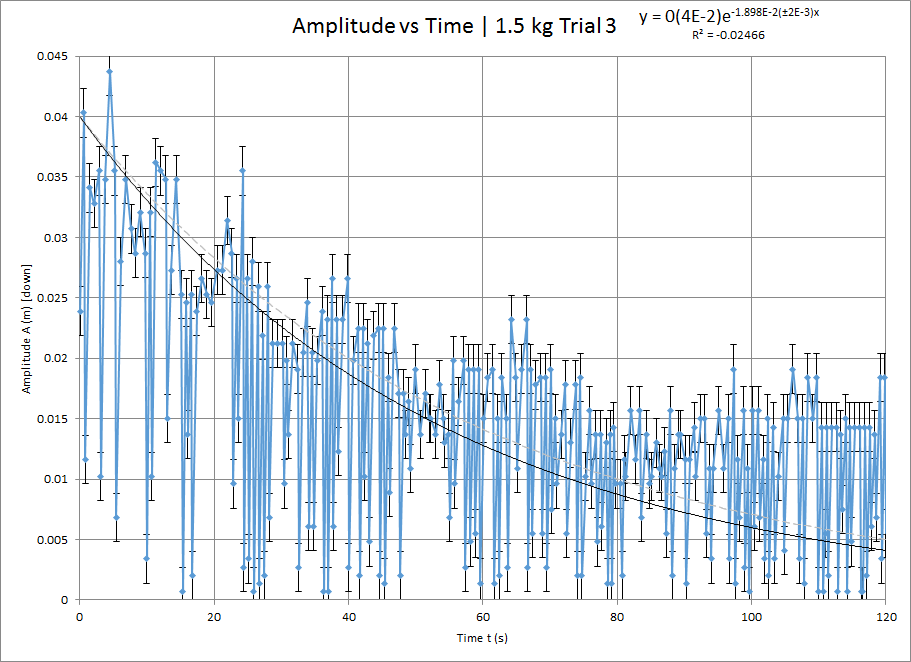 Amplitude vs Time | 1.5 kg Trial 3
y = 0(4E-2)e^-1.898E-2(±2E-3)x
R² = -0.02466
0.045
0.04
0.035
0.03
0.025
0.02
0.015
0.01
0.005
0
Amplitude A (m) [down]
0 20 40 60 80 100 120
Time t (s)